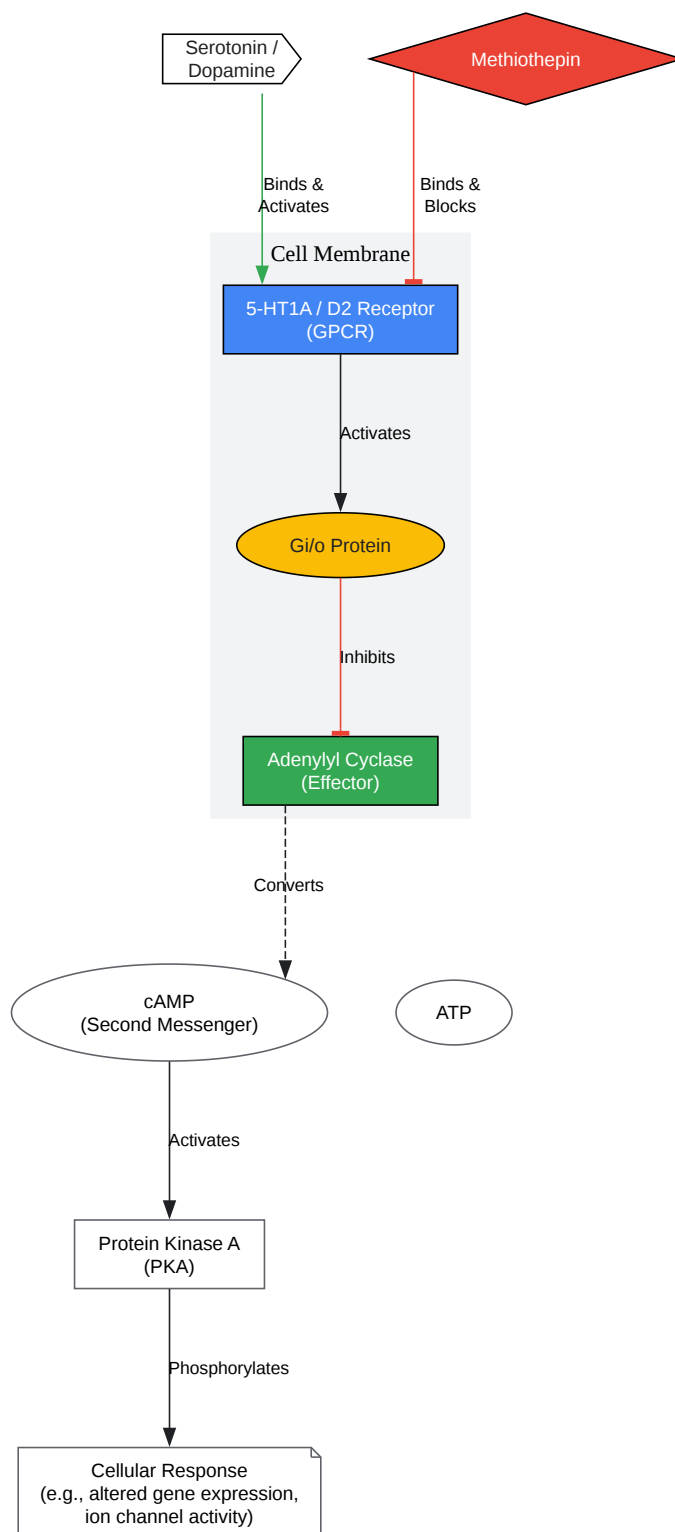 Serotonin /
Dopamine
Methiothepin
Binds &
Activates
Binds &
Blocks
Cell Membrane
5-HT1A / D2 Receptor
(GPCR)
Activates
Gi/o Protein
Inhibits
Adenylyl Cyclase
(Effector)
Converts
cAMP
(Second Messenger)
ATP
Activates
Protein Kinase A
(PKA)
Phosphorylates
Cellular Response
(e.g., altered gene expression,
ion channel activity)